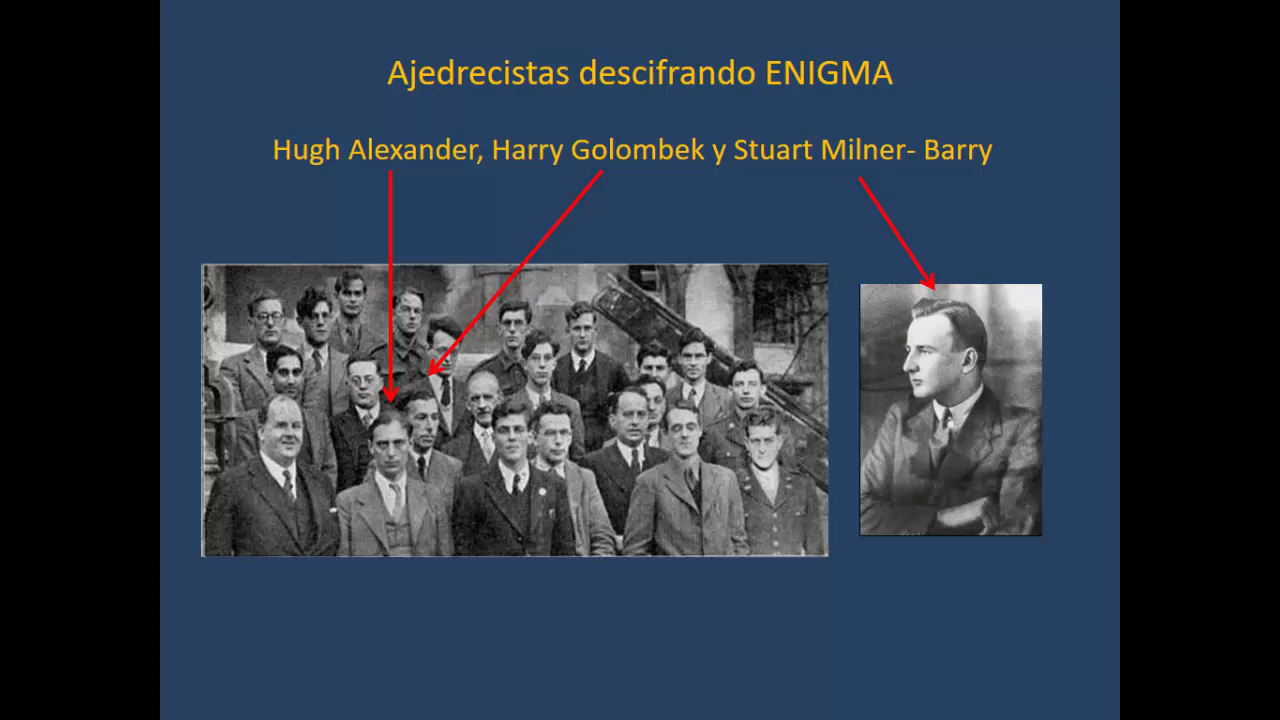 Ajedrecistas descifrando ENIGMA
Hugh Alexander, Harry Golombek y Stuart Milner- Barry